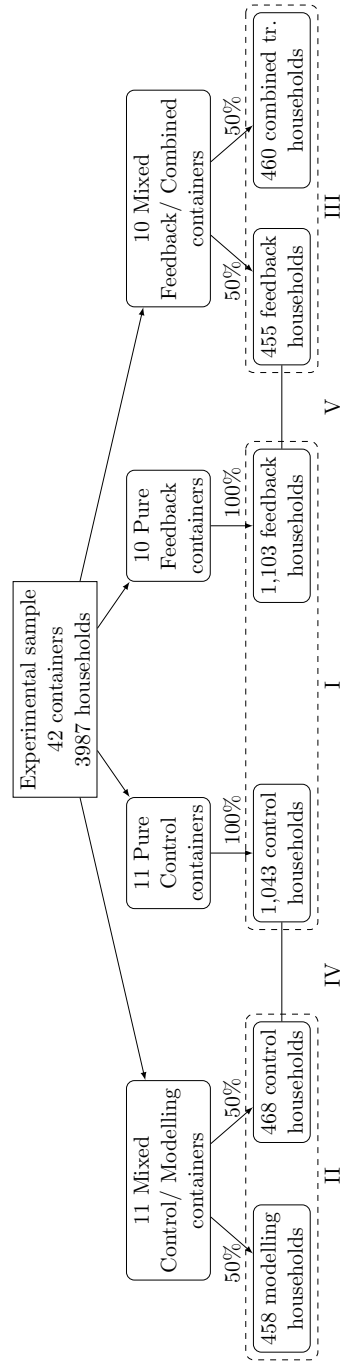 Experimental sample
42 containers
3987 households
11 Mixed
Control/ Modelling
containers
11 Pure
Control
containers
10 Pure
Feedback
containers
10 Mixed
Feedback/ Combined
containers
50%
50%
100%
100%
50%
50%
458 modelling
households
468 control
households
1,043 control
households
1,103 feedback
households
455 feedback
households
460 combined tr.
households
II
IV
I
V
III